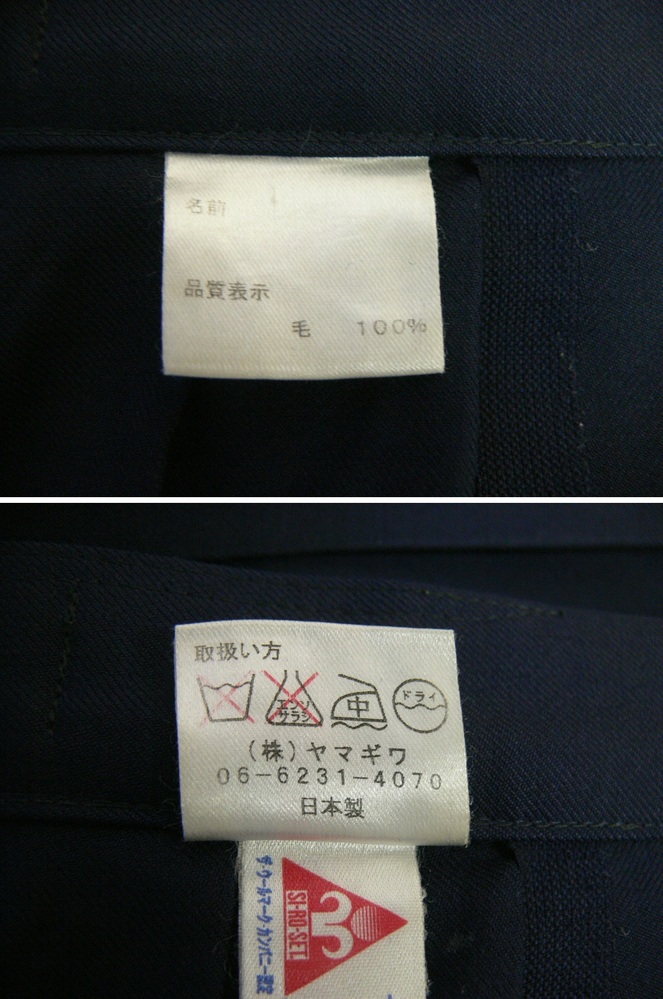 名前
品質表示
毛 100%
取扱い方
エンソ
サラシ
中
ドライ
(株)ヤマギワ
06-6231-4070
日本製
SI-RO-SET
ザ・ウールマークカンパニー認定